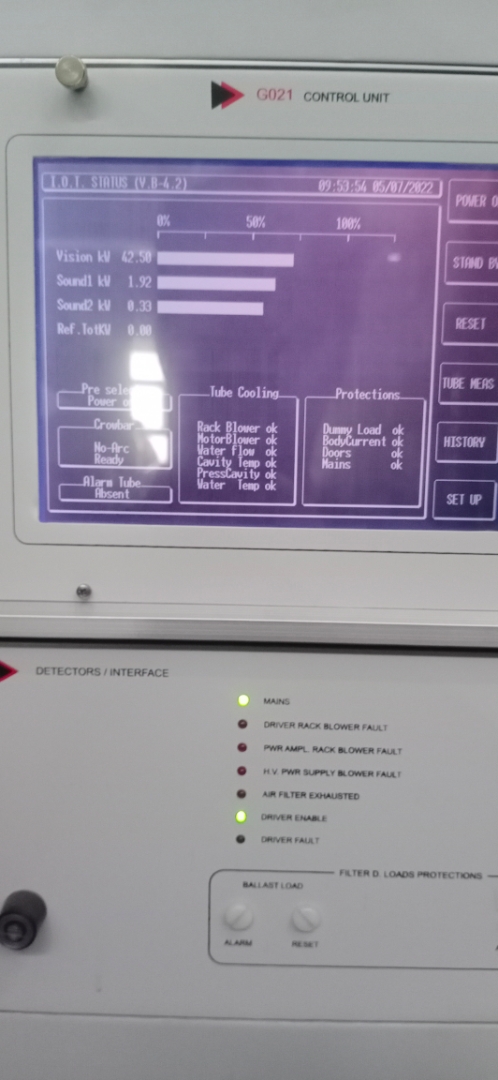 G021 CONTROL UNIT
I.O.T. STATUS (V.B-4.2) 09:53:54 05/07/2022
POWER O
0% 50% 100%
Vision kW 42.50
STAND BY
Sound1 kW 1.92
Sound2 kW 0.33
Ref.TotKW 0.00
RESET
Pre sele
Power o
TUBE MEAS
Tube Cooling
Protections
Crowbar
No-Arc
Ready
Rack Blower ok
MotorBlower ok
Water flow ok
Cavity Temp ok
PressCavity ok
Water Temp ok
Dummy Load ok
BodyCurrent ok
Doors ok
Mains ok
HISTORY
Alarm Tube
Absent
SET UP
DETECTORS / INTERFACE
MAINS
DRIVER RACK BLOWER FAULT
PWR AMPL. RACK BLOWER FAULT
H.V. PWR SUPPLY BLOWER FAULT
AIR FILTER EXHAUSTED
DRIVER ENABLE
DRIVER FAULT
FILTER D. LOADS PROTECTIONS
BALLAST LOAD
ALARM RESET